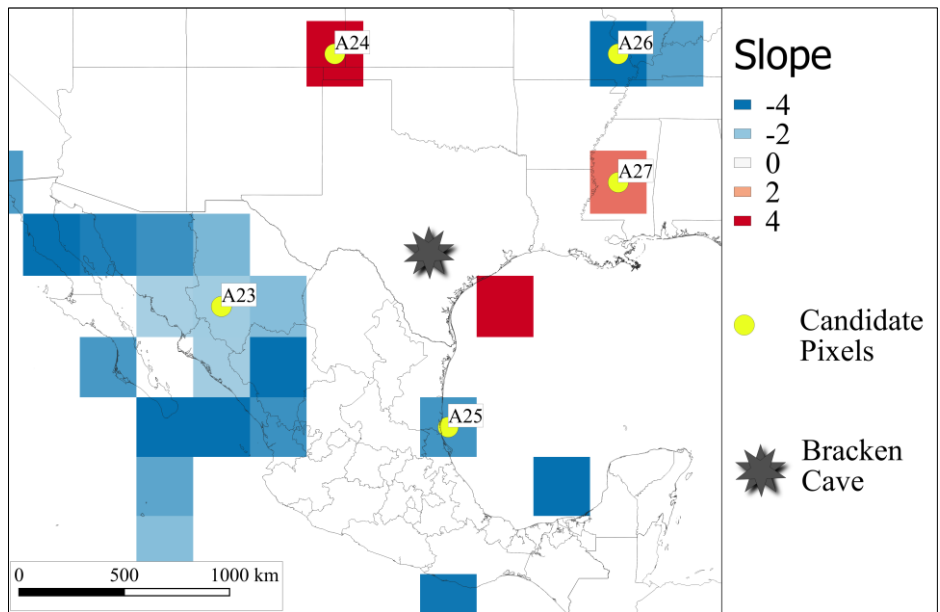 A24
A26
A27
A23
A25
0 500 1000 km
Slope
-4
-2
0
2
4
Candidate
Pixels
Bracken
Cave